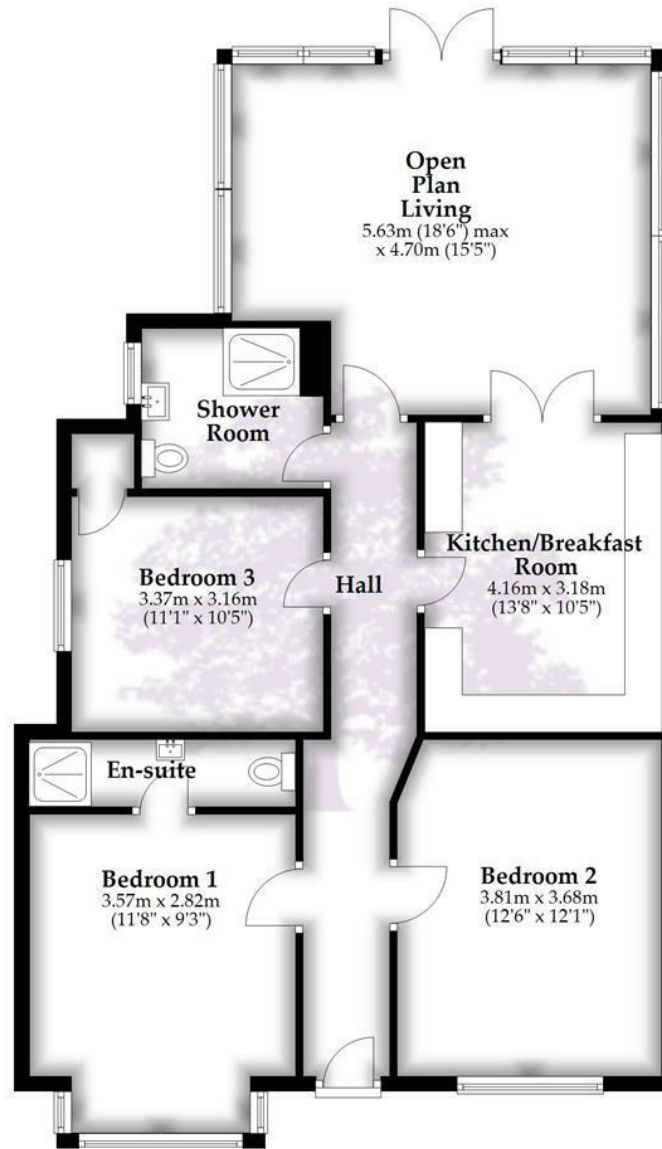 Open
Plan
Living
5.63m (18'6") max
x 4.70m (15'5")
Shower
Room
Kitchen/Breakfast
Room
4.16m x 3.18m
(13'8" x 10'5")
Bedroom 3
3.37m x 3.16m
(11'1" x 10'5")
Hall
En-suite
Bedroom 1
3.57m x 2.82m
(11'8" x 9'3")
Bedroom 2
3.81m x 3.68m
(12'6" x 12'1")